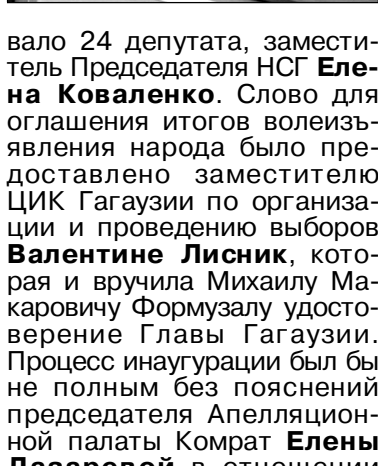 вало 24 депутата, замести-
тель Председателя НСГ Еле-
на Коваленко. Слово для
оглашения итогов волеизъ-
явления народа было пре-
доставлено заместителю
ЦИК Гагаузии по организа-
ции и проведению выборов
Валентине Лисник, кото-
рая и вручила Михаилу Ма-
каровичу Формузалу удосто-
верение Главы Гагаузии.
Процесс инаугурации был бы
не полным без пояснений
председателя Апелляцион-
ной палаты Комрат Елены
Лазаревой в отношении